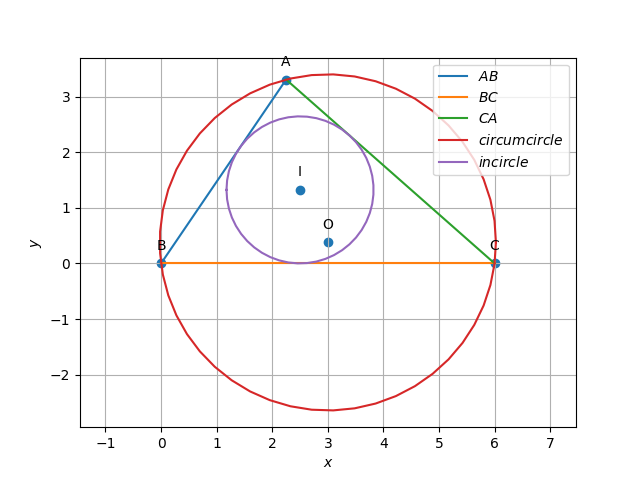 A
AB
BC
CA
circumcircle
incircle
I
O
B
C
3
2
1
0
−1
−2
y
−1 0 1 2 3 4 5 6 7
x